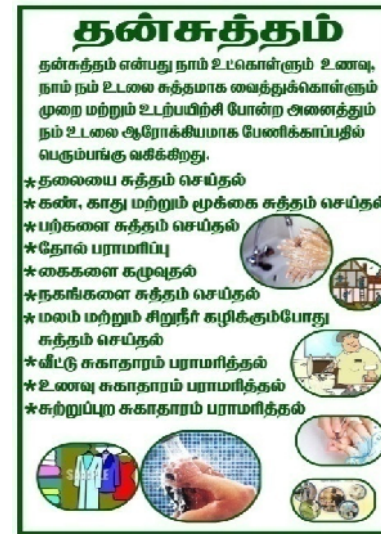 தன்சுத்தம்
தன்சுத்தம் என்பது நாம் உட்கொள்ளும் உணவு,
நாம் நம் உடலை சுத்தமாக வைத்துக்கொள்ளும்
முறை மற்றும் உடற்பயிற்சி போன்ற அனைத்தும்
நம் உடலை ஆரோக்கியமாக பேணிக்காப்பதில்
பெரும்பங்கு வகிக்கிறது.
*தலையை சுத்தம் செய்தல்
*கண், காது மற்றும் மூக்கை சுத்தம் செய்தல்
*பற்களை சுத்தம் செய்தல்
*தோல் பராமரிப்பு
*கைகளை கழுவுதல்
*நகங்களை சுத்தம் செய்தல்
*மலம் மற்றும் சிறுநீர் கழிக்கும்போது
சுத்தம் செய்தல்
*வீட்டு சுகாதாரம் பராமரித்தல்
*உணவு சுகாதாரம் பராமரித்தல்
*சுற்றுப்புற சுகாதாரம் பராமரித்தல்